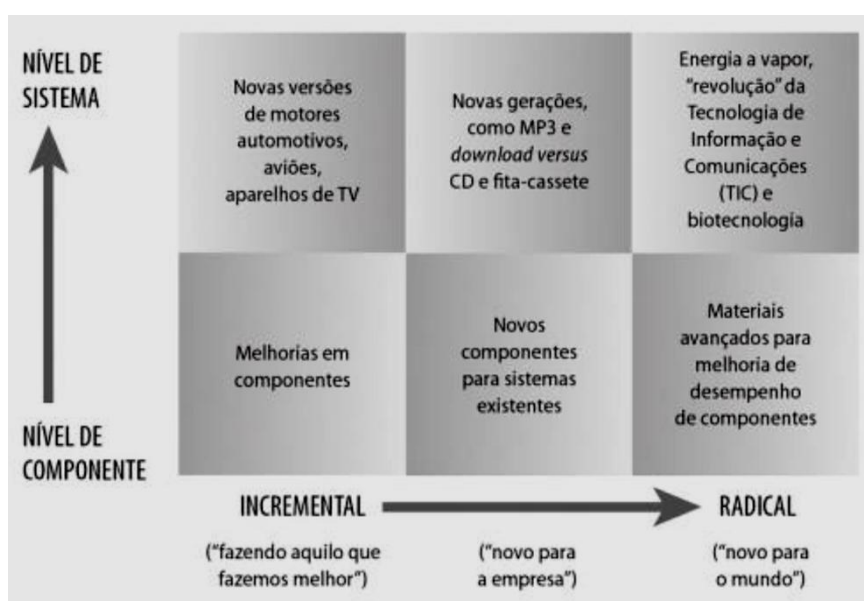 NÍVEL DE
SISTEMA
Novas versões
de motores
automotivos,
aviões,
aparelhos de TV
Novas gerações,
como MP3 e
download versus
CD e fita-cassete
Energia a vapor,
“revolução” da
Tecnologia de
Informação e
Comunicações
(TIC) e
biotecnologia
Melhorias em
componentes
Novos
componentes
para sistemas
existentes
Materiais
avançados para
melhoria de
desempenho
de componentes
NÍVEL DE
COMPONENTE
INCREMENTAL
RADICAL
(“fazendo aquilo que
fazemos melhor”)
(“novo para
a empresa”)
(“novo para
o mundo”)